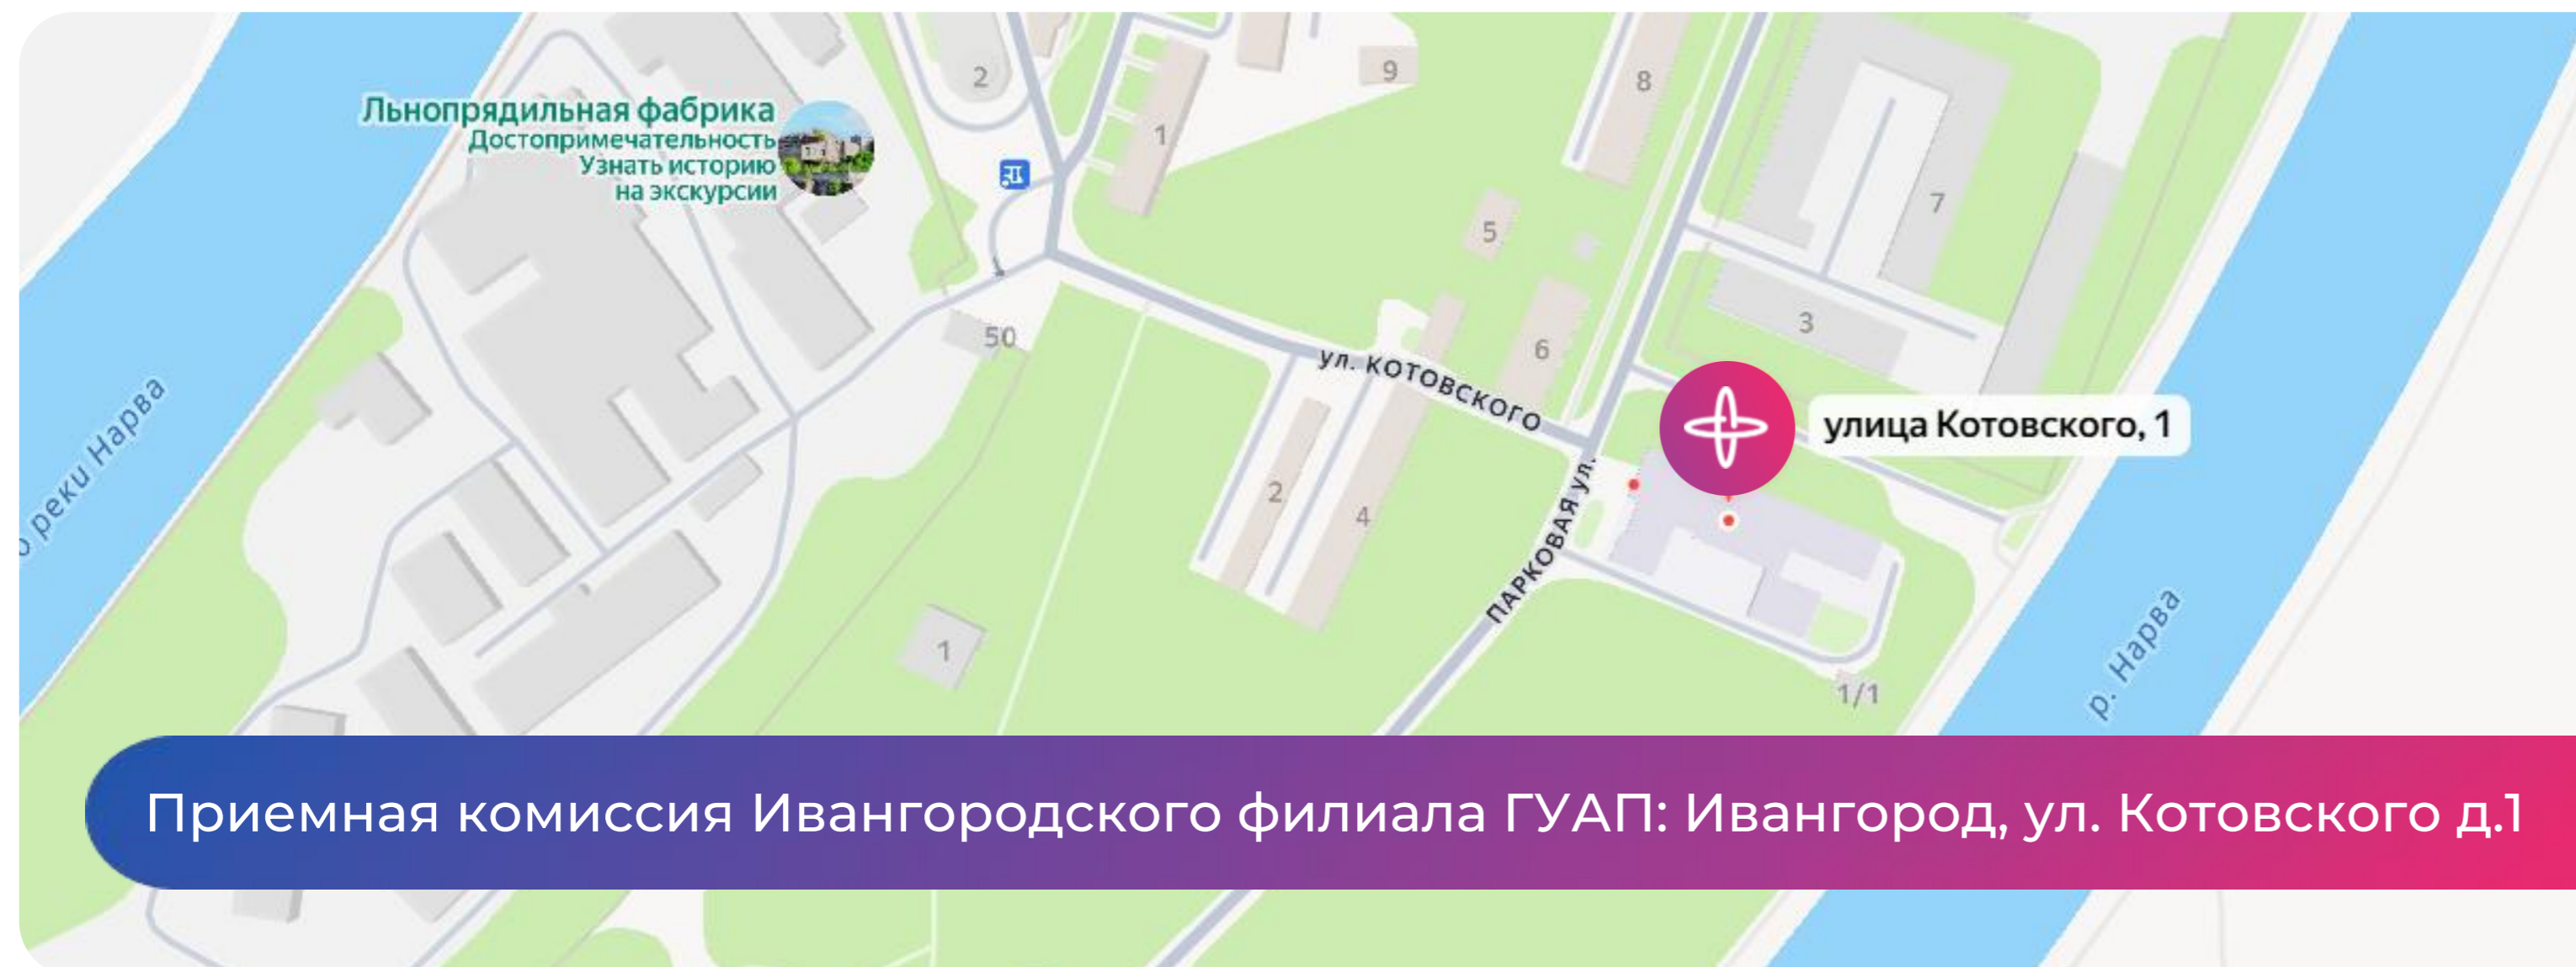 2
9
8
Льнопрядильная фабрика
Достопримечательность
Узнать историю
на экскурсии
1
7
5
3
50
6
ул. КОТОВСКОГО
улица Котовского, 1
реки Нарва
2
4
ПАРКОВАЯ ул.
1
р. Нарва
1/1
Приемная комиссия Ивангородского филиала ГУАП: Ивангород, ул. Котовского д.1